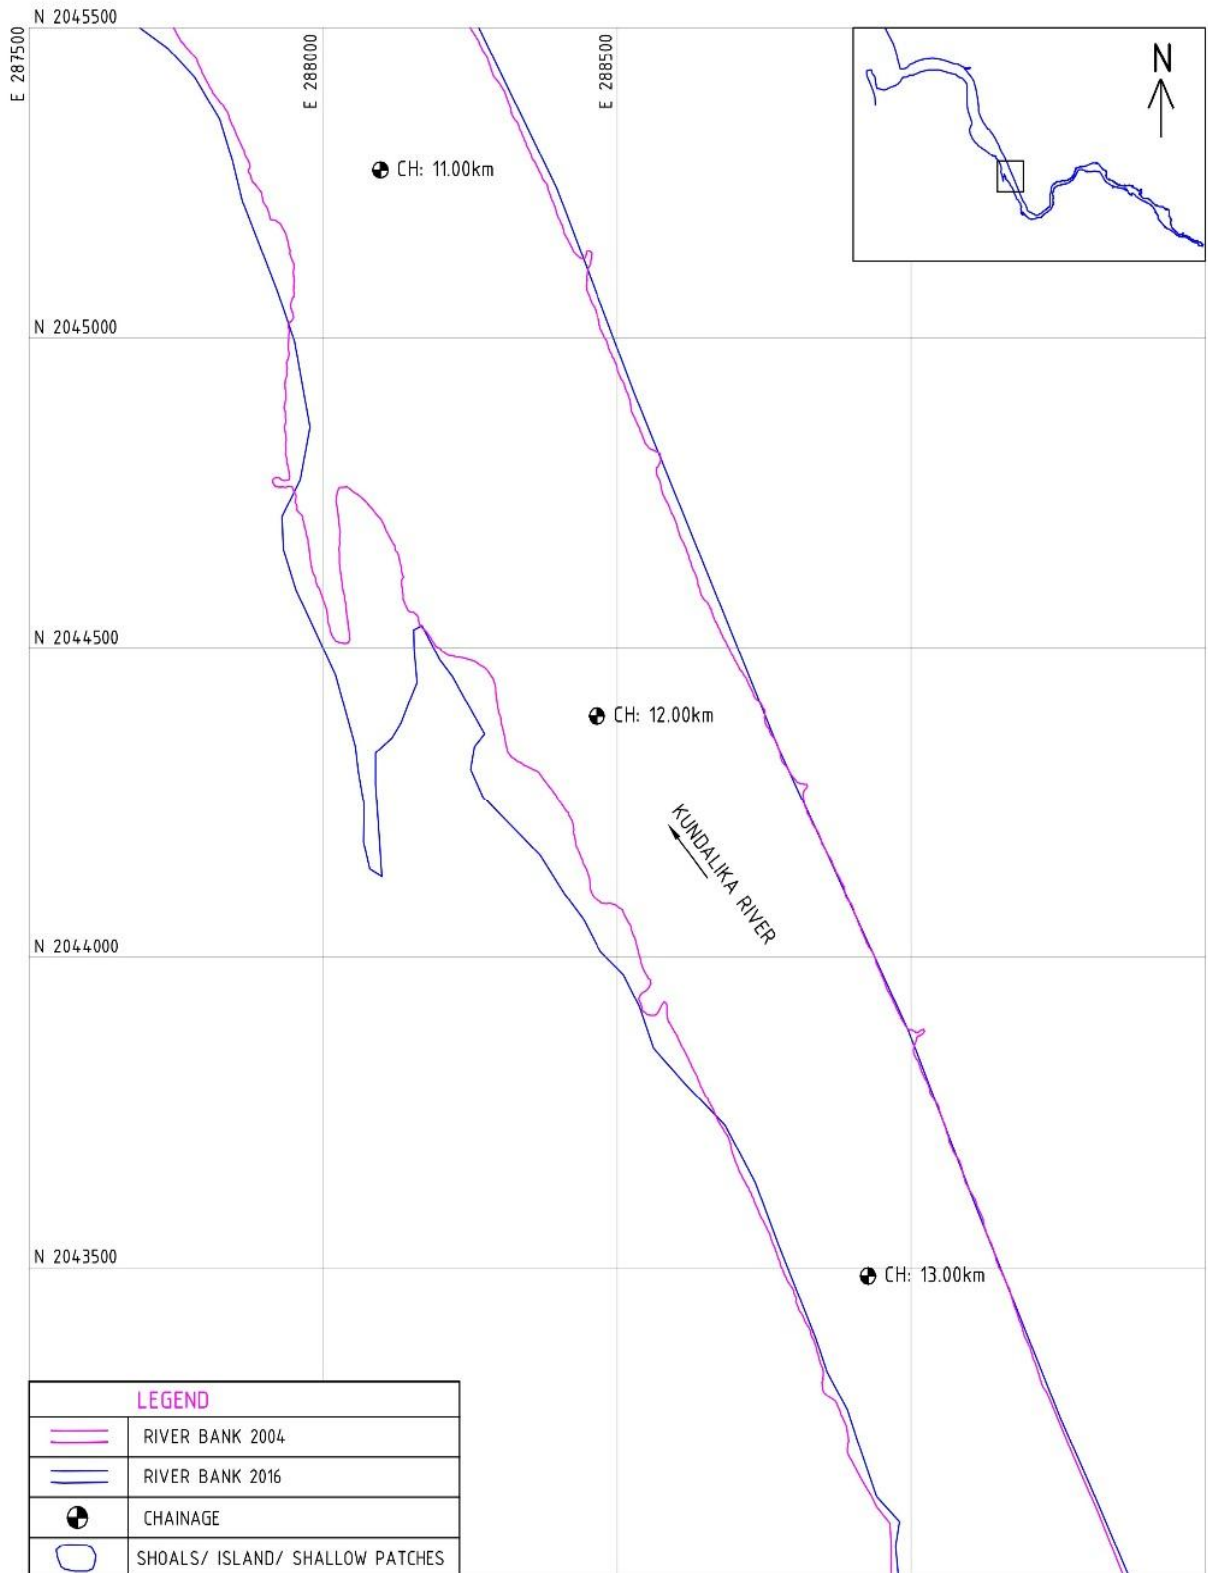 N 2045500
E 287500
E 288000
E 288500
N
CH: 11.00km
N 2045000
N 2044500
CH: 12.00km
KUNDALIKA RIVER
N 2044000
N 2043500
CH: 13.00km
LEGEND
RIVER BANK 2004
RIVER BANK 2016
CHAINAGE
SHOALS/ ISLAND/ SHALLOW PATCHES